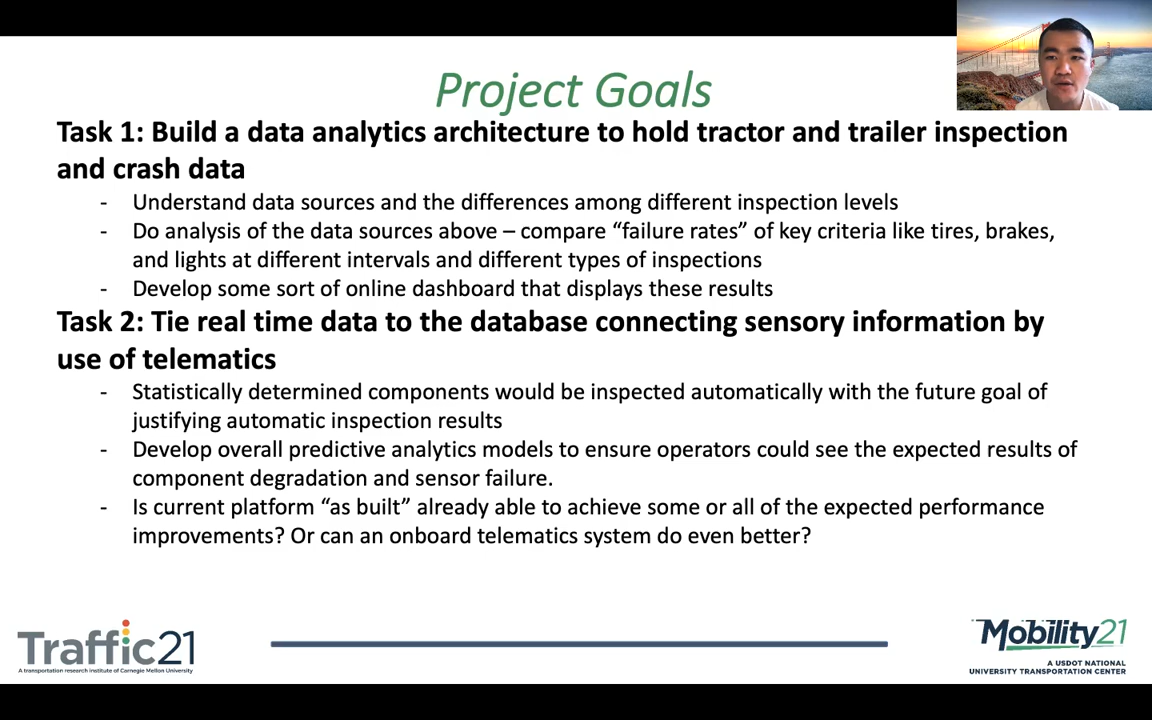 Project Goals
Task 1: Build a data analytics architecture to hold tractor and trailer inspection
and crash data
- Understand data sources and the differences among different inspection levels
- Do analysis of the data sources above – compare “failure rates” of key criteria like tires, brakes,
and lights at different intervals and different types of inspections
- Develop some sort of online dashboard that displays these results
Task 2: Tie real time data to the database connecting sensory information by
use of telematics
- Statistically determined components would be inspected automatically with the future goal of
justifying automatic inspection results
- Develop overall predictive analytics models to ensure operators could see the expected results of
component degradation and sensor failure.
- Is current platform “as built” already able to achieve some or all of the expected performance
improvements? Or can an onboard telematics system do even better?
Traffic21
A transportation research institute of Carnegie Mellon University
Mobility21
A USDOT NATIONAL
UNIVERSITY TRANSPORTATION CENTER